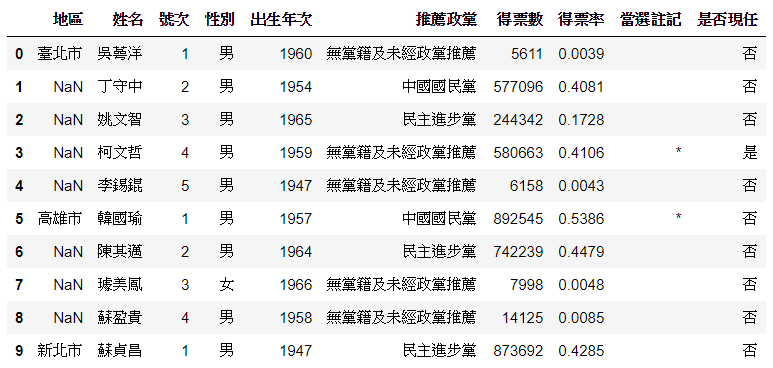 地區 姓名 號次 性別 出生年次 推薦政黨 得票數 得票率 當選註記 是否現任
0 臺北市 吳蕚洋 1 男 1960 無黨籍及未經政黨推薦 5611 0.0039 否
1 NaN 丁守中 2 男 1954 中國國民黨 577096 0.4081 否
2 NaN 姚文智 3 男 1965 民主進步黨 244342 0.1728 否
3 NaN 柯文哲 4 男 1959 無黨籍及未經政黨推薦 580663 0.4106 * 是
4 NaN 李錫錕 5 男 1947 無黨籍及未經政黨推薦 6158 0.0043 否
5 高雄市 韓國瑜 1 男 1957 中國國民黨 892545 0.5386 * 否
6 NaN 陳其邁 2 男 1964 民主進步黨 742239 0.4479 否
7 NaN 璩美鳳 3 女 1966 無黨籍及未經政黨推薦 7998 0.0048 否
8 NaN 蘇盈貴 4 男 1958 無黨籍及未經政黨推薦 14125 0.0085 否
9 新北市 蘇貞昌 1 男 1947 民主進步黨 873692 0.4285 否